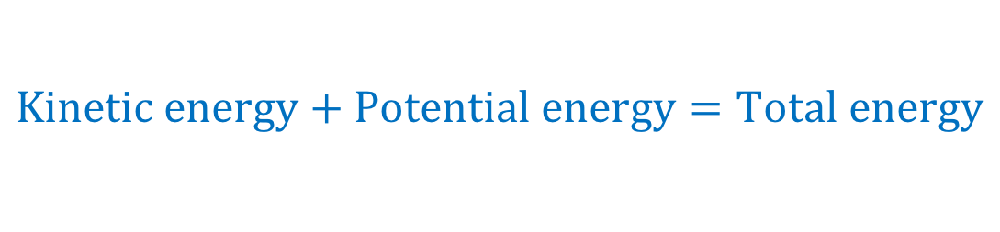 Kinetic energy + Potential energy = Total energy